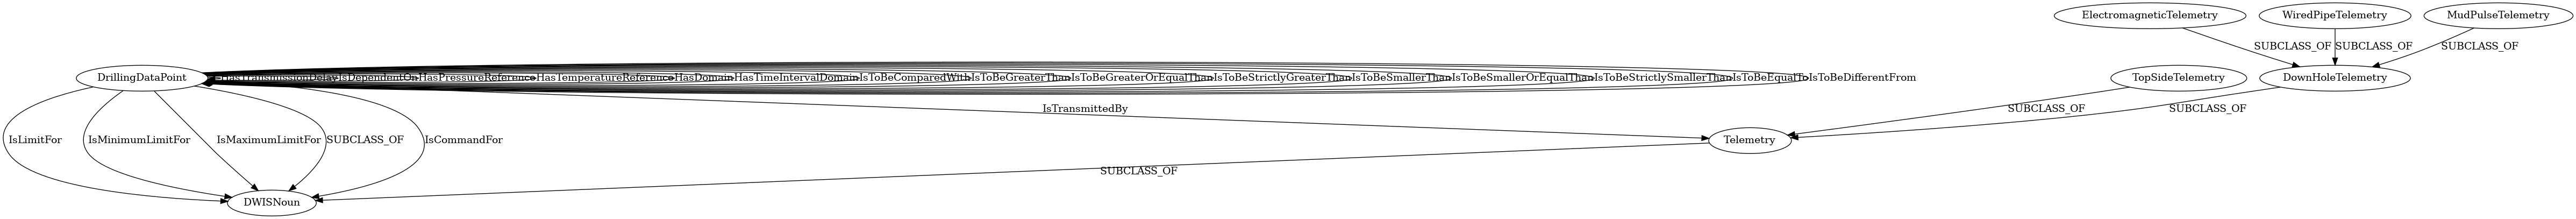 ElectromagneticTelemetry
WiredPipeTelemetry
MudPulseTelemetry
SUBCLASS_OF
SUBCLASS_OF
SUBCLASS_OF
DrillingDataPoint
HasTransmissionDelay
IsDependentOn
HasPressureReference
HasTemperatureReference
HasDomain
HasTimeIntervalDomain
IsToBeComparedWith
IsToBeGreaterThan
IsToBeGreaterOrEqualThan
IsToBeStrictlyGreaterThan
IsToBeSmallerThan
IsToBeSmallerOrEqualThan
IsToBeStrictlySmallerThan
IsToBeEqualTo
IsToBeDifferentFrom
TopSideTelemetry
DownHoleTelemetry
IsTransmittedBy
SUBCLASS_OF
SUBCLASS_OF
IsLimitFor
IsMinimumLimitFor
IsMaximumLimitFor
SUBCLASS_OF
IsCommandFor
Telemetry
SUBCLASS_OF
DWISNoun